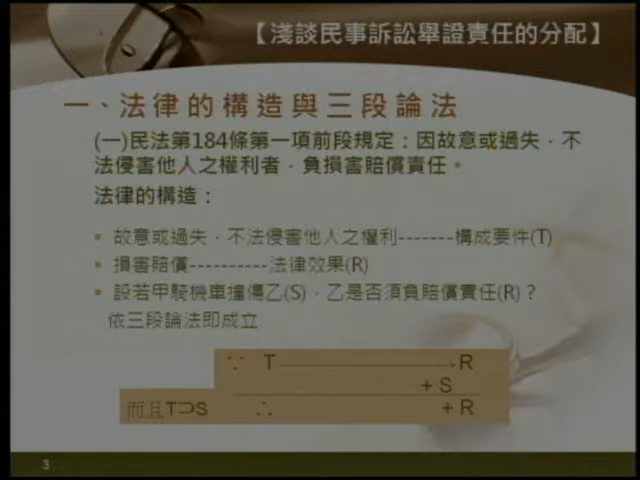 【淺談民事訴訟舉證責任的分配】
一、法律的構造與三段論法
(一)民法第184條第一項前段規定：因故意或過失，不
法侵害他人之權利者，負損害賠償責任。
法律的構造：
故意或過失，不法侵害他人之權利-------構成要件(T)
損害賠償----------法律效果(R)
設若甲騎機車撞傷乙(S)，乙是否須負賠償責任(R)？
依三段論法即成立
∵ T R
+ S
而且T⊃S ∴ + R
3